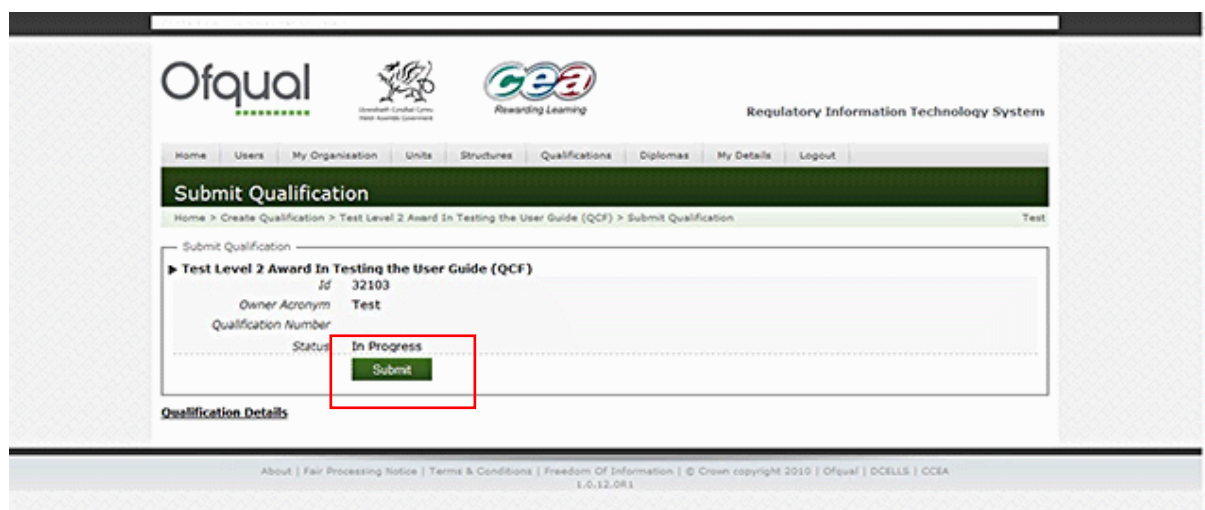 Ofqual
Rewarding Learning
Regulatory Information Technology System
Home Users My Organisation Units Structures Qualifications Diplomas My Details Logout
Submit Qualification
Home > Create Qualification > Test Level 2 Award In Testing the User Guide (QCF) > Submit Qualification Test
Submit Qualification
Test Level 2 Award In Testing the User Guide (QCF)
Id 32103
Owner Acronym Test
Qualification Number
Status In Progress
Submit
Qualification Details
About | Fair Processing Notice | Terms & Conditions | Freedom Of Information | © Crown copyright 2010 | Ofqual | DCELLS | CCEA
1.0.12.0R1